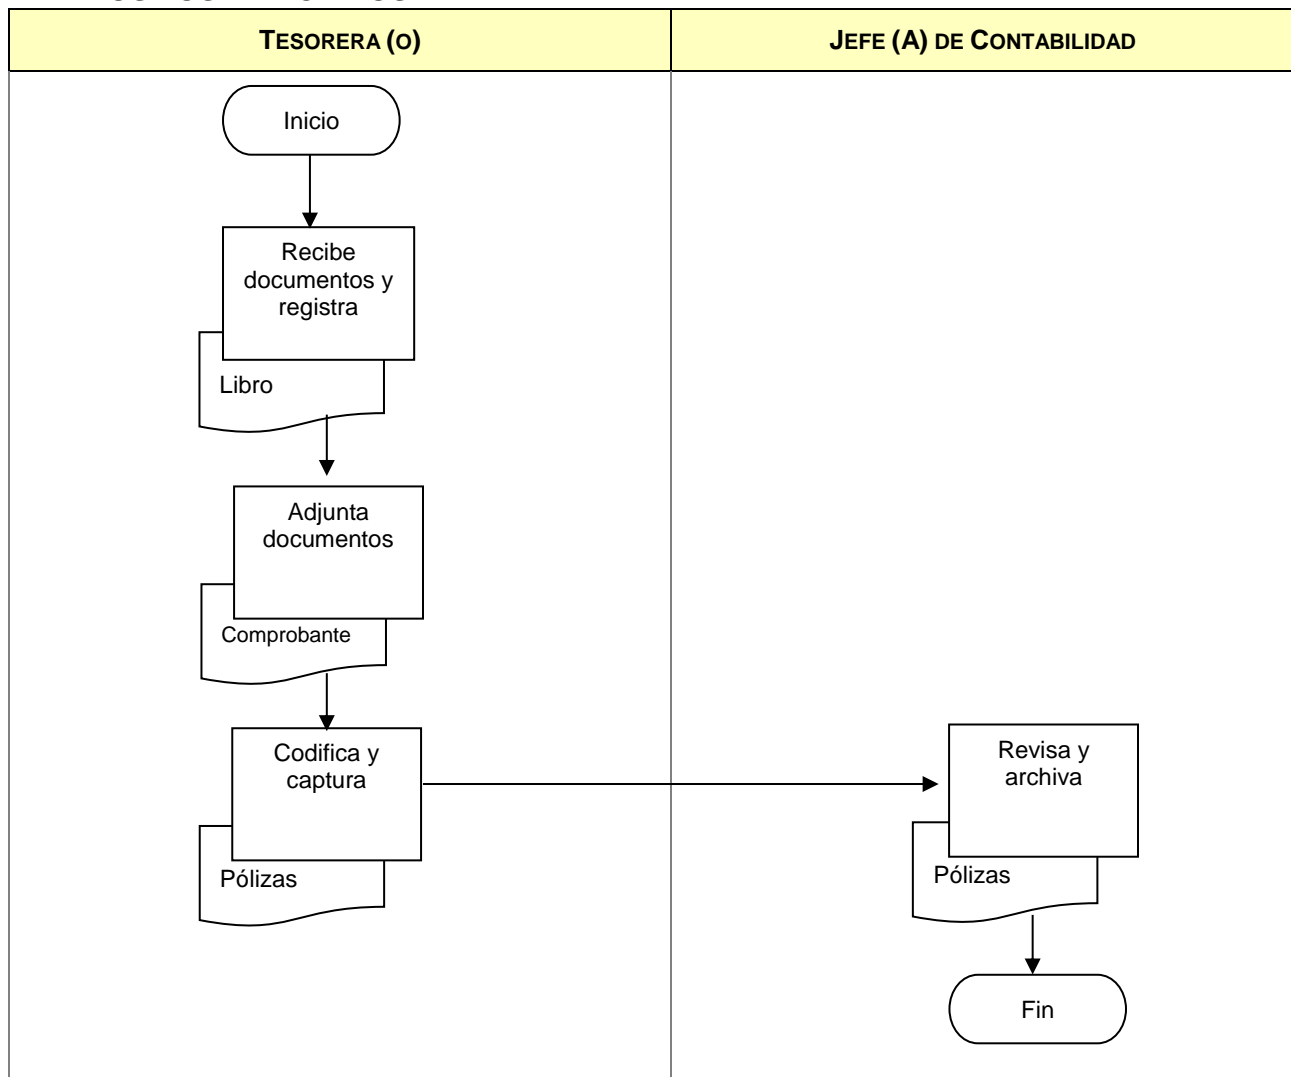 TESORERA (O)
JEFE (A) DE CONTABILIDAD
Inicio
Recibe
documentos y
registra
Libro
Adjunta
documentos
Comprobante
Codifica y
captura
Pólizas
Revisa y
archiva
Pólizas
Fin